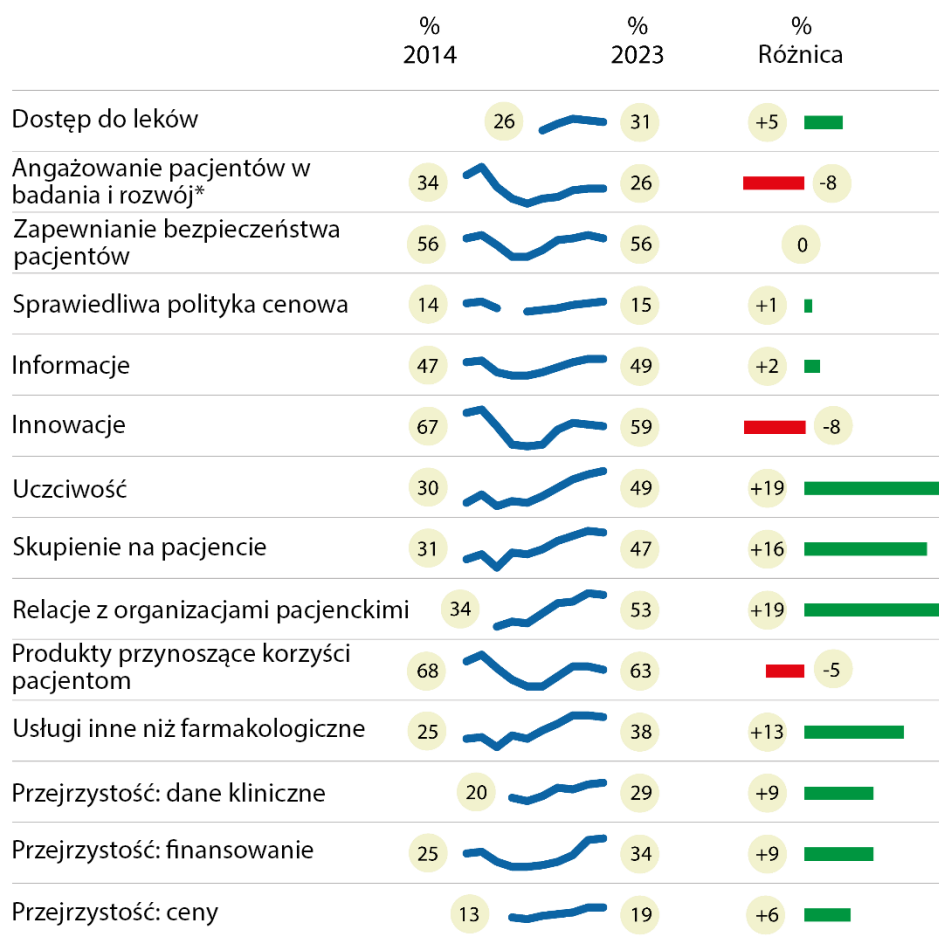 % % %
2014 2023 Różnica
Dostęp do leków 26 31 +5
Angażowanie pacjentów w
badania i rozwój* 34 26 -8
Zapewnianie bezpieczeństwa
pacjentów 56 56 0
Sprawiedliwa polityka cenowa 14 15 +1
Informacje 47 49 +2
Innowacje 67 59 -8
Uczciwość 30 49 +19
Skupienie na pacjencie 31 47 +16
Relacje z organizacjami pacjenckimi 34 53 +19
Produkty przynoszące korzyści
pacjentom 68 63 -5
Usługi inne niż farmakologiczne 25 38 +13
Przejrzystość: dane kliniczne 20 29 +9
Przejrzystość: finansowanie 25 34 +9
Przejrzystość: ceny 13 19 +6